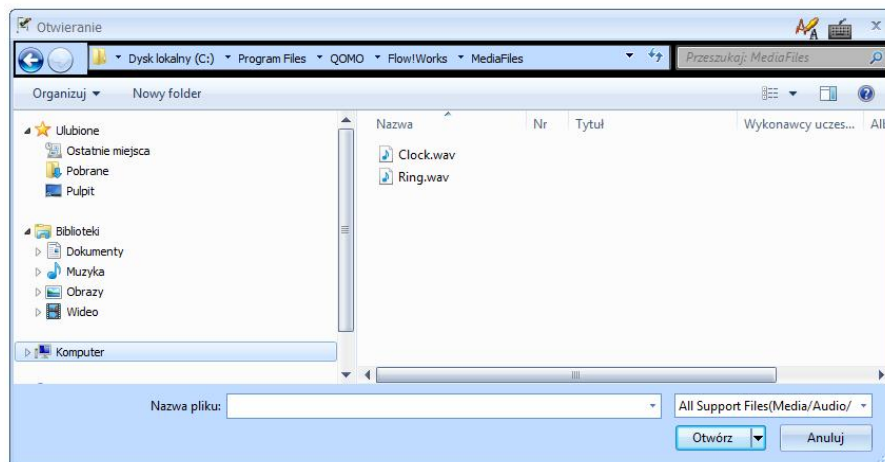 Otwieranie
Dysk lokalny (C:) Program Files QOMO Flow!Works MediaFiles Przeszukaj: MediaFiles
Organizuj Nowy folder
Ulubione
Ostatnie miejsca
Pobrane
Pulpit
Biblioteki
Dokumenty
Muzyka
Obrazy
Wideo
Komputer
Nazwa Nr Tytuł Wykonawcy uczes... Alb
Clock.wav
Ring.wav
Nazwa pliku: All Support Files(Media/Audio/
Otwórz Anuluj